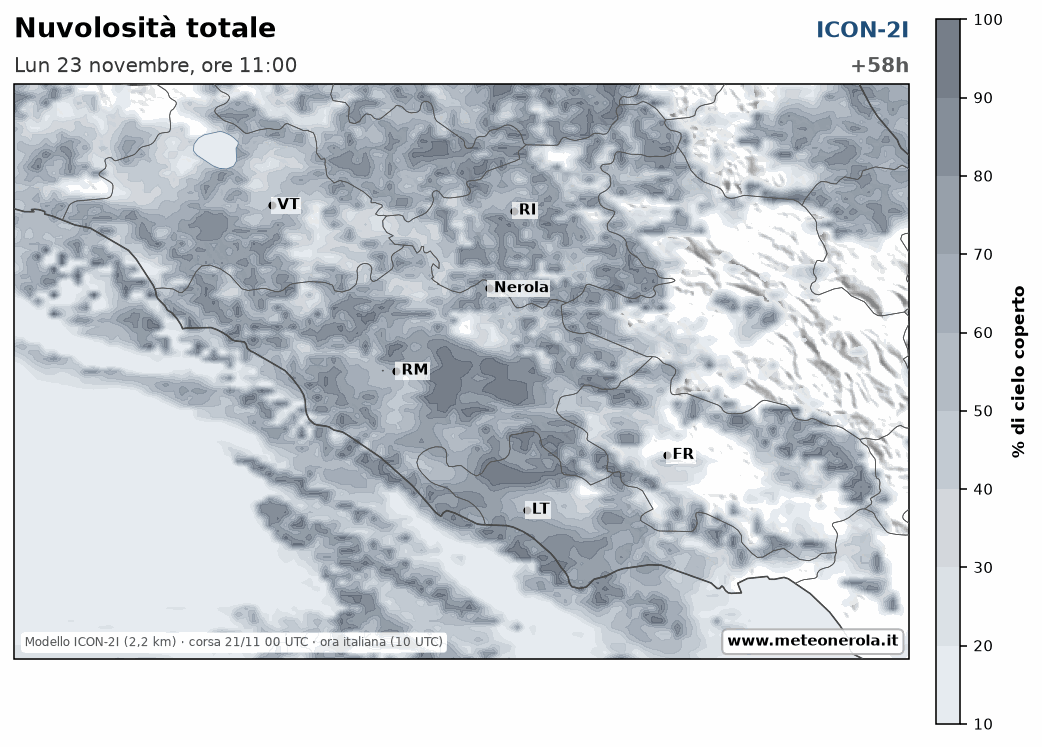 Nuvolosità totale
ICON-2I
Lun 23 novembre, ore 11:00
+58h
100
90
80
70
60
50
40
30
20
10
% di cielo coperto
VT
RI
Nerola
RM
FR
LT
Modello ICON-2I (2,2 km) · corsa 21/11 00 UTC · ora italiana (10 UTC)
www.meteonerola.it